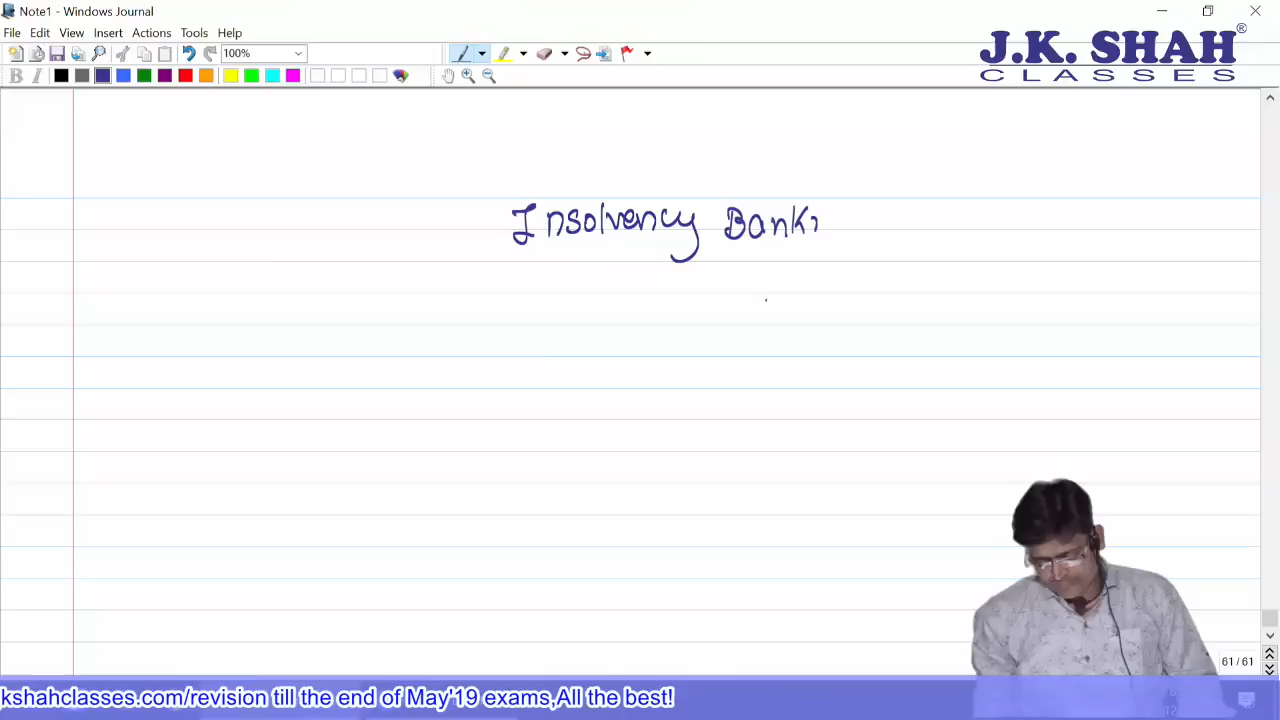 Note1 - Windows Journal
File Edit View Insert Actions Tools Help
100%
B I
J.K. SHAH®
CLASSES
Insolvency Bank
61 / 61
kshahclasses.com/revision till the end of May'19 exams,All the best!